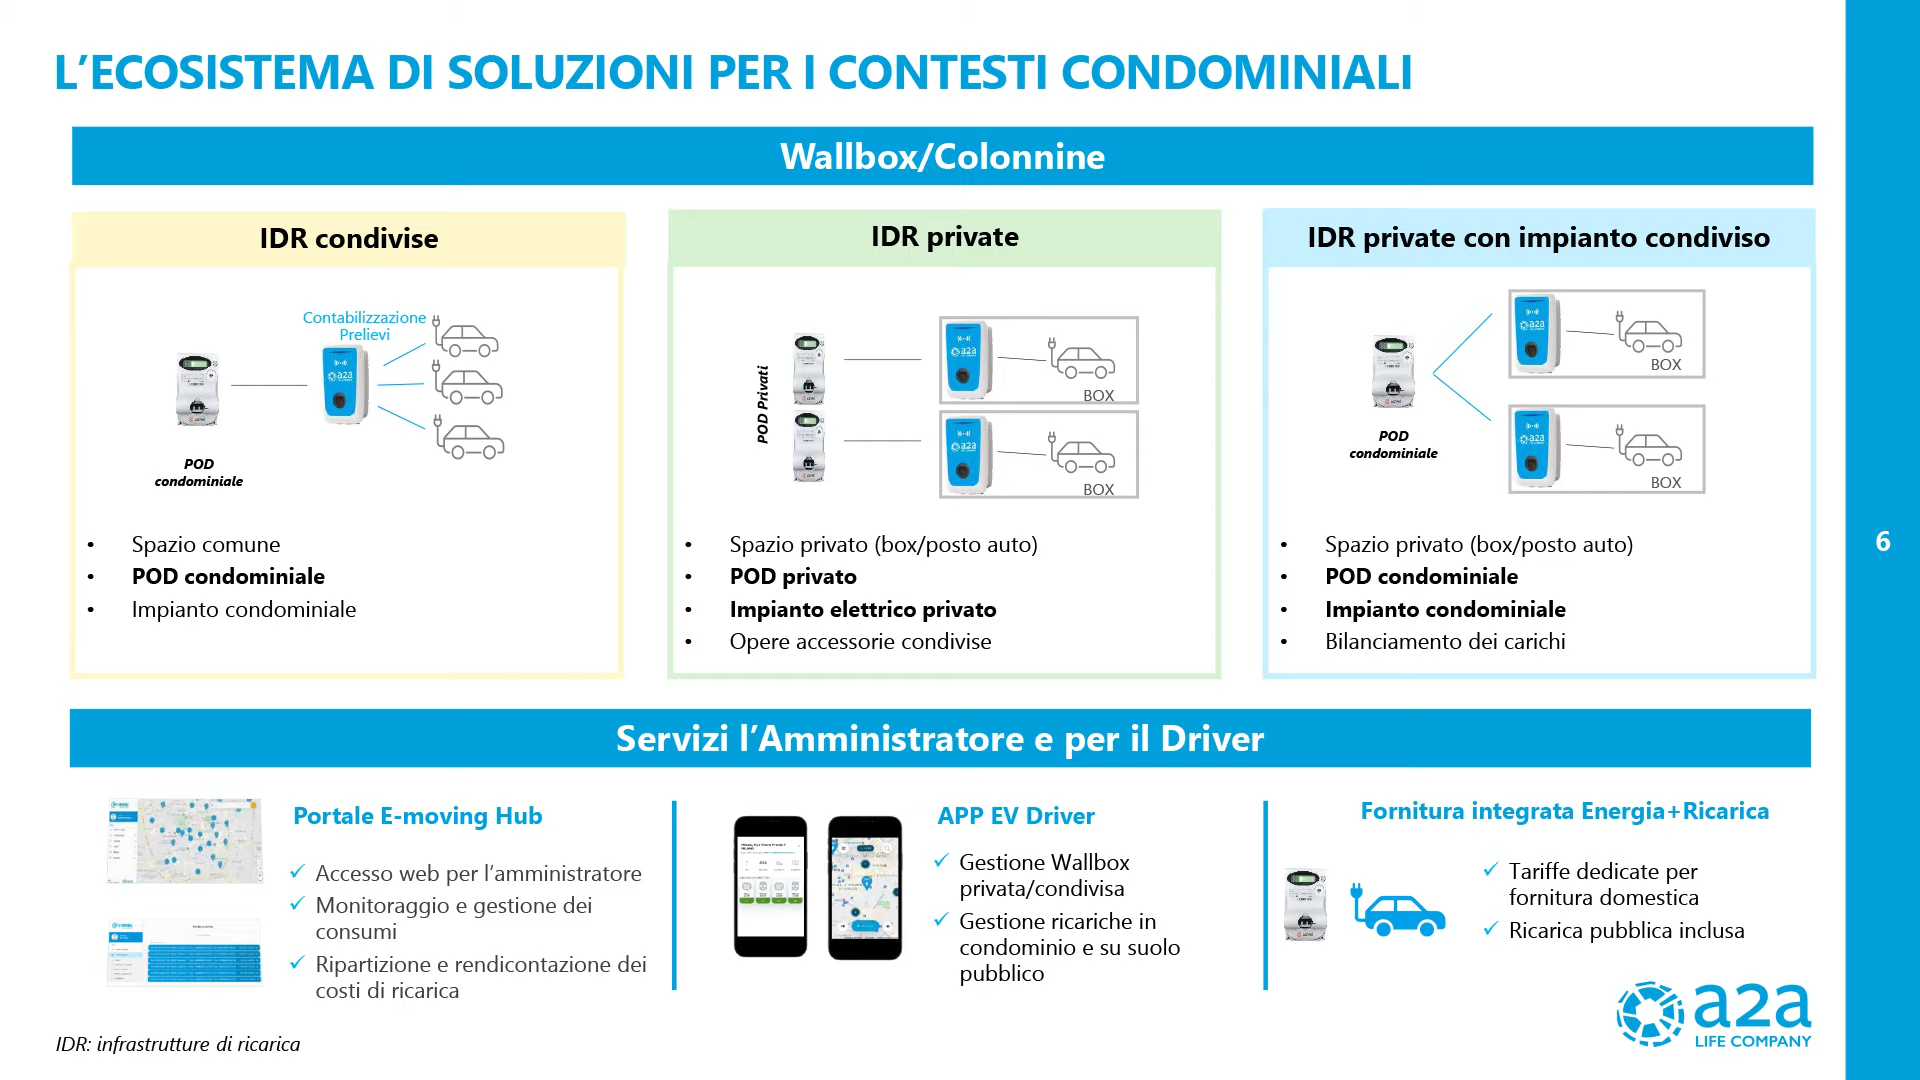 L’ECOSISTEMA DI SOLUZIONI PER I CONTESTI CONDOMINIALI
Wallbox/Colonnine
IDR condivise
Contabilizzazione
Prelievi
a2a
POD
condominiale
• Spazio comune
• POD condominiale
• Impianto condominiale
IDR private
POD Privati
a2a
BOX
a2a
BOX
• Spazio privato (box/posto auto)
• POD privato
• Impianto elettrico privato
• Opere accessorie condivise
IDR private con impianto condiviso
POD
condominiale
a2a
BOX
a2a
BOX
• Spazio privato (box/posto auto)
• POD condominiale
• Impianto condominiale
• Bilanciamento dei carichi
6
Servizi l’Amministratore e per il Driver
Portale E-moving Hub
✓ Accesso web per l’amministratore
✓ Monitoraggio e gestione dei
consumi
✓ Ripartizione e rendicontazione dei
costi di ricarica
APP EV Driver
✓ Gestione Wallbox
privata/condivisa
✓ Gestione ricariche in
condominio e su suolo
pubblico
Fornitura integrata Energia+Ricarica
✓ Tariffe dedicate per
fornitura domestica
✓ Ricarica pubblica inclusa
a2a
LIFE COMPANY
IDR: infrastrutture di ricarica